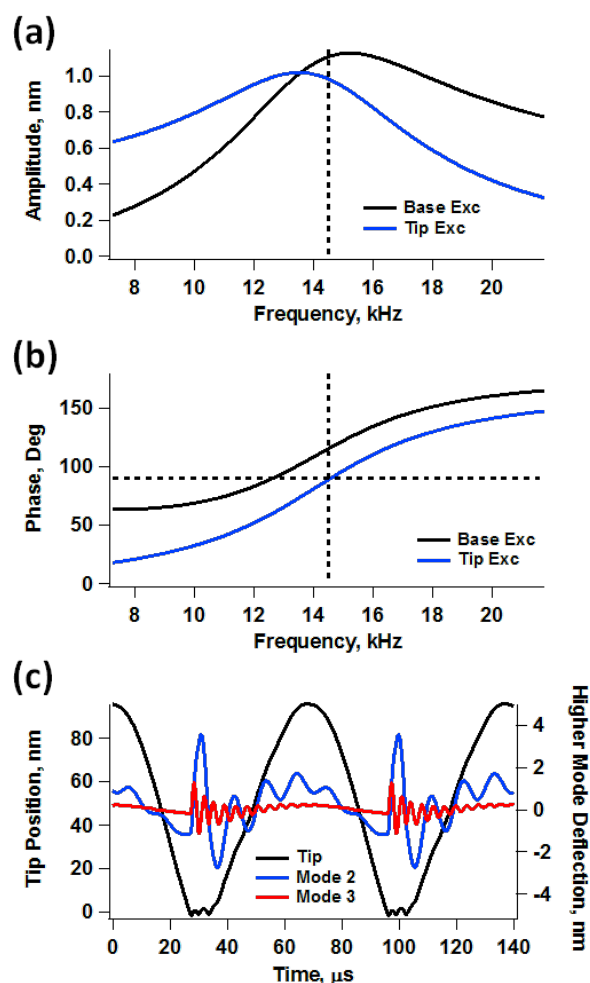 (a)
Amplitude, nm
1.0
0.8
0.6
0.4
0.2
0.0
Base Exc
Tip Exc
8 10 12 14 16 18 20
Frequency, kHz
(b)
Phase, Deg
150
100
50
0
Base Exc
Tip Exc
8 10 12 14 16 18 20
Frequency, kHz
(c)
Tip Position, nm
80
60
40
20
0
Higher Mode Deflection, nm
4
2
0
-2
-4
Tip
Mode 2
Mode 3
0 20 40 60 80 100 120 140
Time, μs